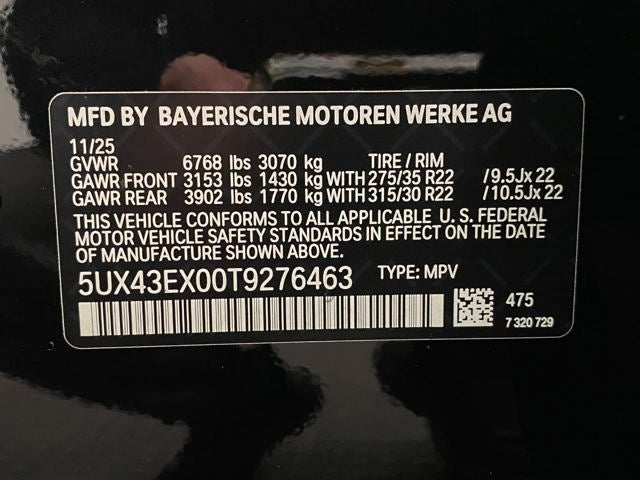 MFD BY BAYERISCHE MOTOREN WERKE AG
11/25
GVWR 6768 lbs 3070 kg TIRE / RIM
GAWR FRONT 3153 lbs 1430 kg WITH 275/35 R22 /9.5Jx 22
GAWR REAR 3902 lbs 1770 kg WITH 315/30 R22 /10.5Jx 22
THIS VEHICLE CONFORMS TO ALL APPLICABLE U. S. FEDERAL
MOTOR VEHICLE SAFETY STANDARDS IN EFFECT ON THE DATE
OF MANUFACTURE SHOWN ABOVE.
5UX43EX00T9276463 TYPE: MPV
475
7 320 729